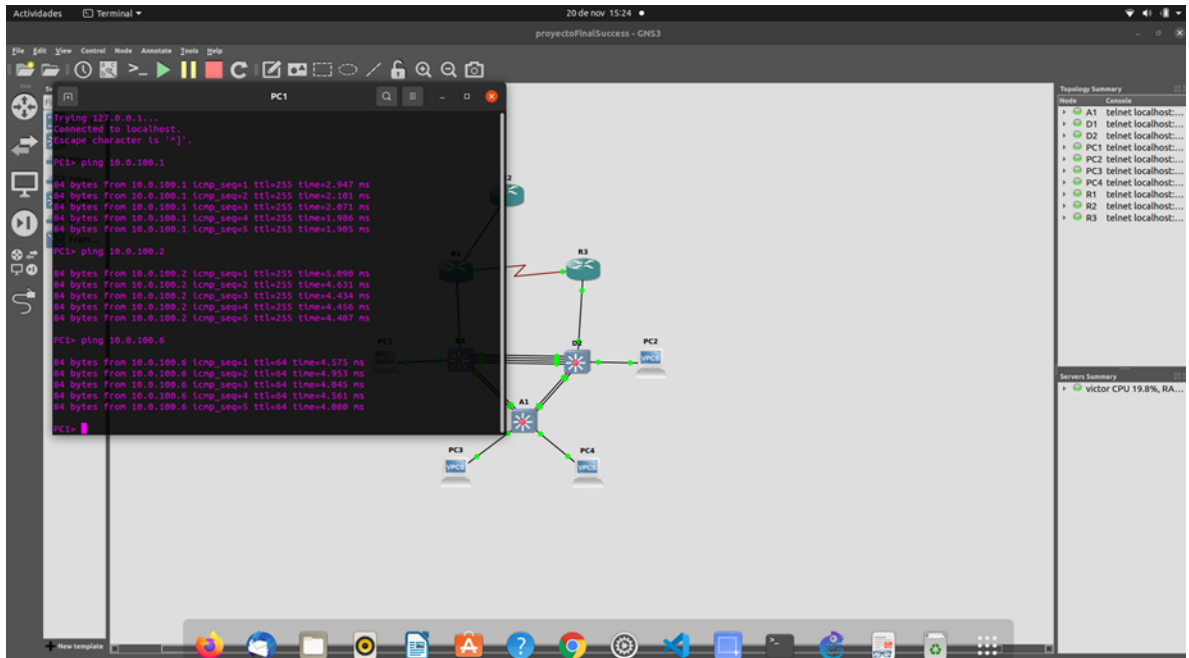 Actividades
Terminal
20 de nov 15:24
proyectoFinalSuccess - GNS3
File Edit View Control Node Annotate Tools Help
PC1
Trying 127.0.0.1...
Connected to localhost.
Escape character is '^]'.
PC1> ping 10.0.100.1
84 bytes from 10.0.100.1 icmp_seq=1 ttl=255 time=2.947 ms
84 bytes from 10.0.100.1 icmp_seq=2 ttl=255 time=2.101 ms
84 bytes from 10.0.100.1 icmp_seq=3 ttl=255 time=2.071 ms
84 bytes from 10.0.100.1 icmp_seq=4 ttl=255 time=1.986 ms
84 bytes from 10.0.100.1 icmp_seq=5 ttl=255 time=1.905 ms
PC1> ping 10.0.100.2
84 bytes from 10.0.100.2 icmp_seq=1 ttl=255 time=5.090 ms
84 bytes from 10.0.100.2 icmp_seq=2 ttl=255 time=4.631 ms
84 bytes from 10.0.100.2 icmp_seq=3 ttl=255 time=4.434 ms
84 bytes from 10.0.100.2 icmp_seq=4 ttl=255 time=4.456 ms
84 bytes from 10.0.100.2 icmp_seq=5 ttl=255 time=4.407 ms
PC1> ping 10.0.100.6
84 bytes from 10.0.100.6 icmp_seq=1 ttl=64 time=4.575 ms
84 bytes from 10.0.100.6 icmp_seq=2 ttl=64 time=4.953 ms
84 bytes from 10.0.100.6 icmp_seq=3 ttl=64 time=4.045 ms
84 bytes from 10.0.100.6 icmp_seq=4 ttl=64 time=4.561 ms
84 bytes from 10.0.100.6 icmp_seq=5 ttl=64 time=4.080 ms
PC1>
2
R3
PC1
D1
D2
PC2
VPCS
A1
PC3
VPCS
PC4
VPCS
Topology Summary
Node Console
A1 telnet localhost:...
D1 telnet localhost:...
D2 telnet localhost:...
PC1 telnet localhost:...
PC2 telnet localhost:...
PC3 telnet localhost:...
PC4 telnet localhost:...
R1 telnet localhost:...
R2 telnet localhost:...
R3 telnet localhost:...
Servers Summary
victor CPU 19.8%, RA...
New template